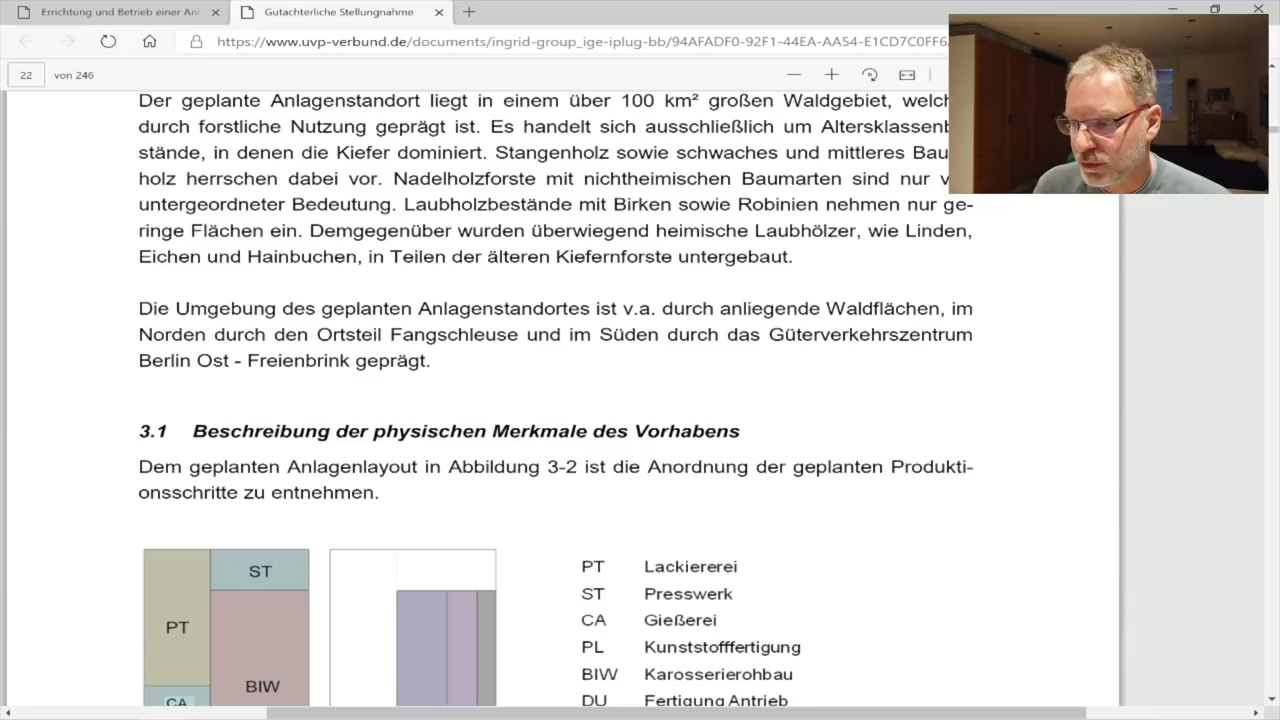 Errichtung und Betrieb einer An
Gutachterliche Stellungnahme
https://www.uvp-verbund.de/documents/ingrid-group_ige-iplug-bb/94AFADF0-92F1-44EA-AA54-E1CD7C0FF6
22 von 246
Der geplante Anlagenstandort liegt in einem über 100 km² großen Waldgebiet, welch
durch forstliche Nutzung geprägt ist. Es handelt sich ausschließlich um Altersklassenb
stände, in denen die Kiefer dominiert. Stangenholz sowie schwaches und mittleres Bau
holz herrschen dabei vor. Nadelholzforste mit nichtheimischen Baumarten sind nur v
untergeordneter Bedeutung. Laubholzbestände mit Birken sowie Robinien nehmen nur ge-
ringe Flächen ein. Demgegenüber wurden überwiegend heimische Laubhölzer, wie Linden,
Eichen und Hainbuchen, in Teilen der älteren Kiefernforste untergebaut.
Die Umgebung des geplanten Anlagenstandortes ist v.a. durch anliegende Waldflächen, im
Norden durch den Ortsteil Fangschleuse und im Süden durch das Güterverkehrszentrum
Berlin Ost - Freienbrink geprägt.
3.1 Beschreibung der physischen Merkmale des Vorhabens
Dem geplanten Anlagenlayout in Abbildung 3-2 ist die Anordnung der geplanten Produkti-
onsschritte zu entnehmen.
ST
PT
BIW
CA
PT Lackiererei
ST Presswerk
CA Gießerei
PL Kunststofffertigung
BIW Karosserierohbau
DU Fertigung Antrieb